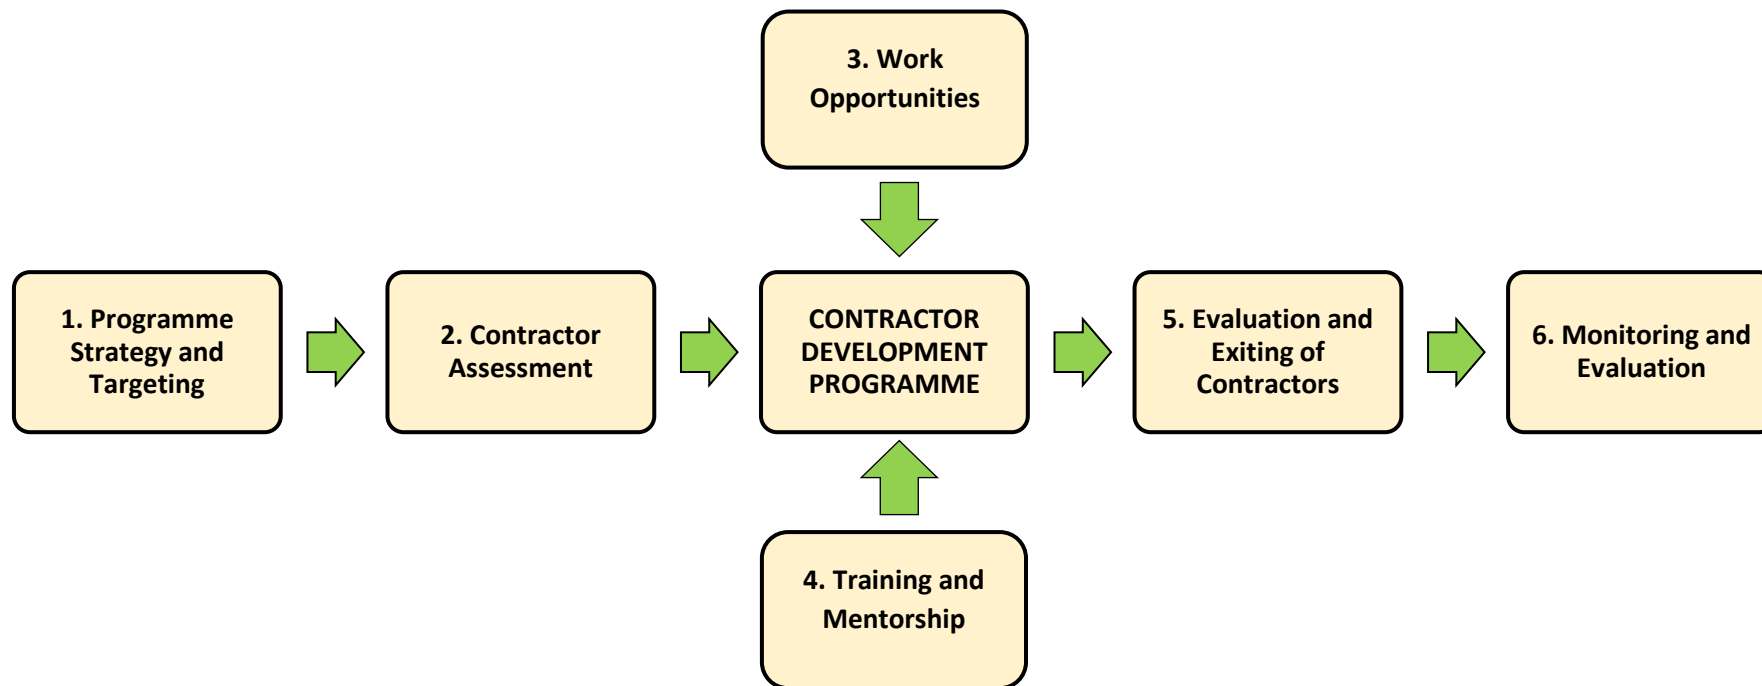 3. Work
Opportunities
1. Programme
Strategy and
Targeting
2. Contractor
Assessment
CONTRACTOR
DEVELOPMENT
PROGRAMME
5. Evaluation and
Exiting of
Contractors
6. Monitoring and
Evaluation
4. Training and
Mentorship